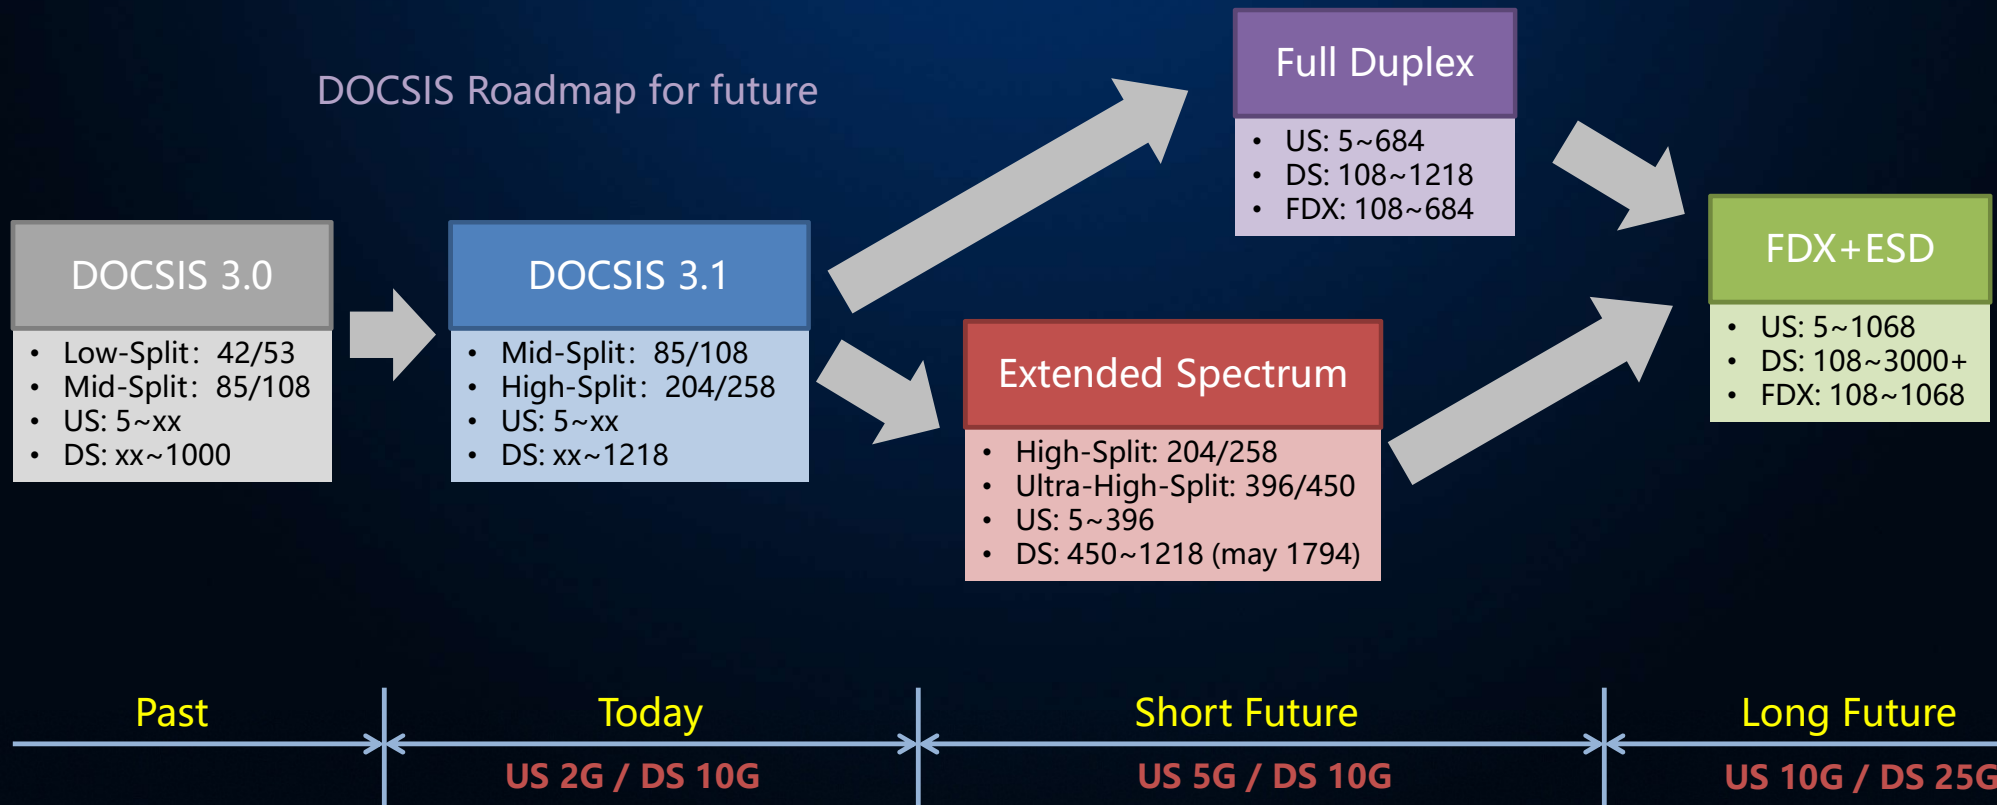 DOCSIS Roadmap for future
DOCSIS 3.0
• Low-Split：42/53
• Mid-Split：85/108
• US: 5~xx
• DS: xx~1000
DOCSIS 3.1
• Mid-Split：85/108
• High-Split：204/258
• US: 5~xx
• DS: xx~1218
Full Duplex
• US: 5~684
• DS: 108~1218
• FDX: 108~684
Extended Spectrum
• High-Split: 204/258
• Ultra-High-Split: 396/450
• US: 5~396
• DS: 450~1218 (may 1794)
FDX+ESD
• US: 5~1068
• DS: 108~3000+
• FDX: 108~1068
Past
Today
Short Future
Long Future
US 2G / DS 10G
US 5G / DS 10G
US 10G / DS 25G